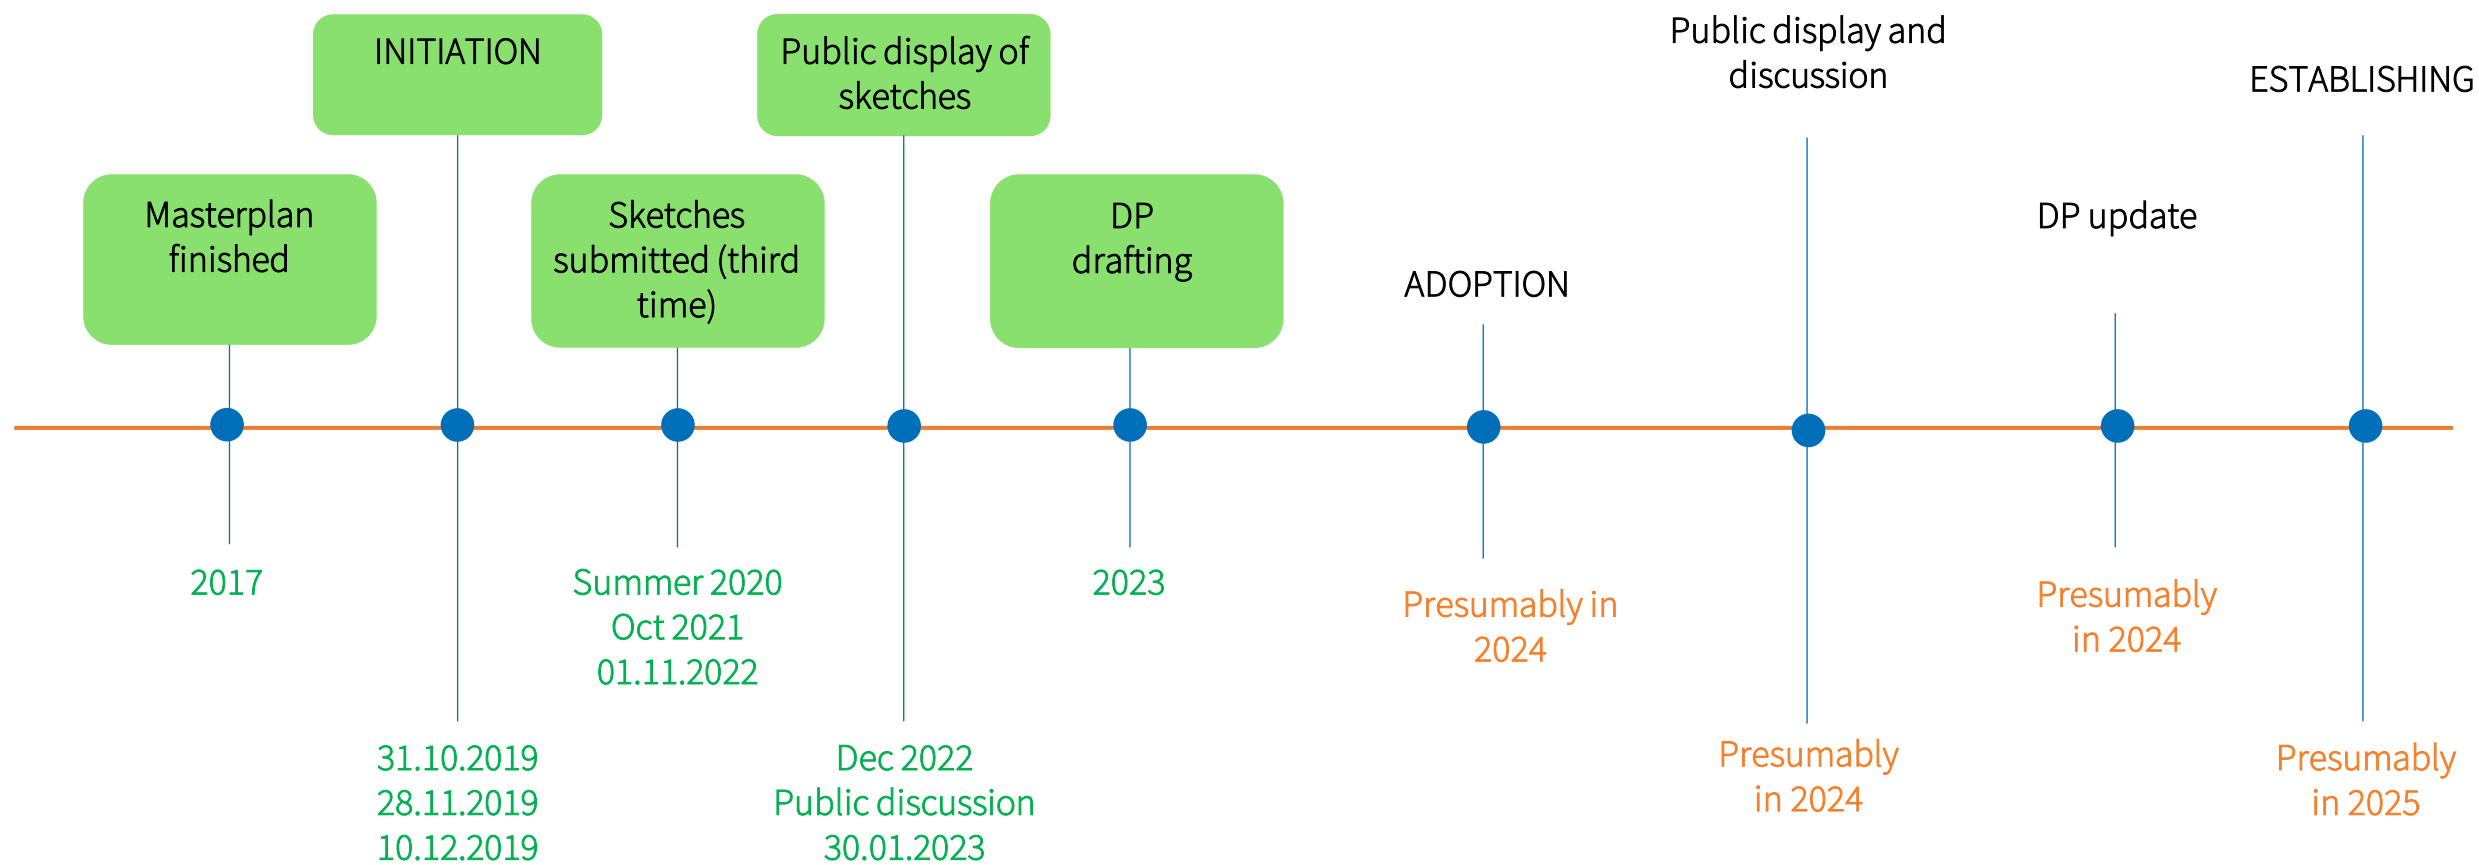 Masterplan
finished
2017
INITIATION
31.10.2019
28.11.2019
10.12.2019
Sketches
submitted (third
time)
Summer 2020
Oct 2021
01.11.2022
Public display of
sketches
Dec 2022
Public discussion
30.01.2023
DP
drafting
2023
ADOPTION
Presumably in
2024
Public display and
discussion
Presumably
in 2024
DP update
Presumably
in 2024
ESTABLISHING
Presumably
in 2025